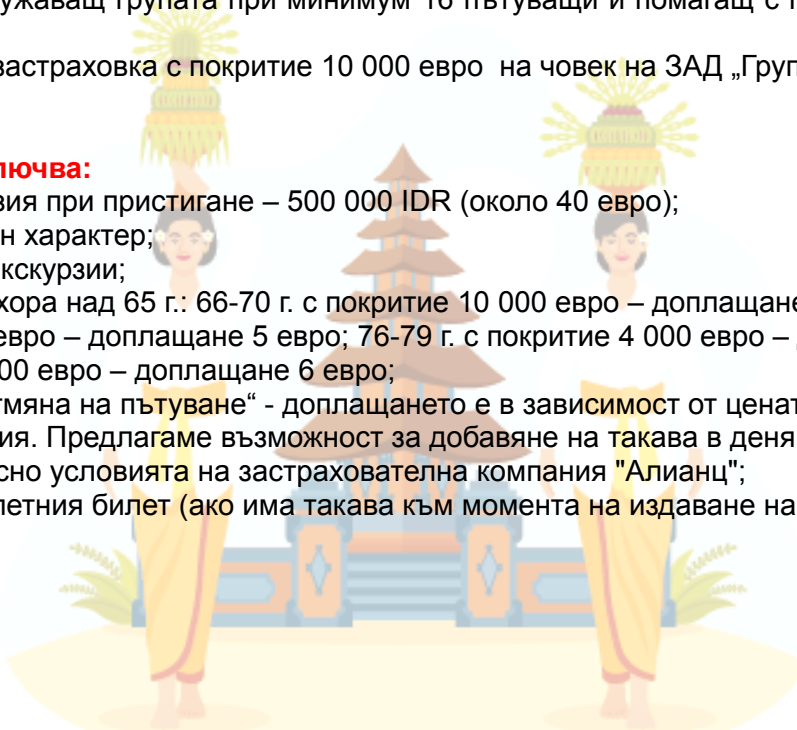 ужаващ групата при минимум 16 пътуващи и помагащ с
застраховка с покритие 10 000 евро на човек на ЗАД „Груп
лючва:
зия при пристигане – 500 000 IDR (около 40 евро);
н характер;
кскурзии;
хора над 65 г.: 66-70 г. с покритие 10 000 евро – доплащане
евро – доплащане 5 евро; 76-79 г. с покритие 4 000 евро –
00 евро – доплащане 6 евро;
тмяна на пътуване“ - доплащането е в зависимост от ценат
ия. Предлагаме възможност за добавяне на такава в деня
сно условията на застрахователна компания "Алианц";
летния билет (ако има такава към момента на издаване на